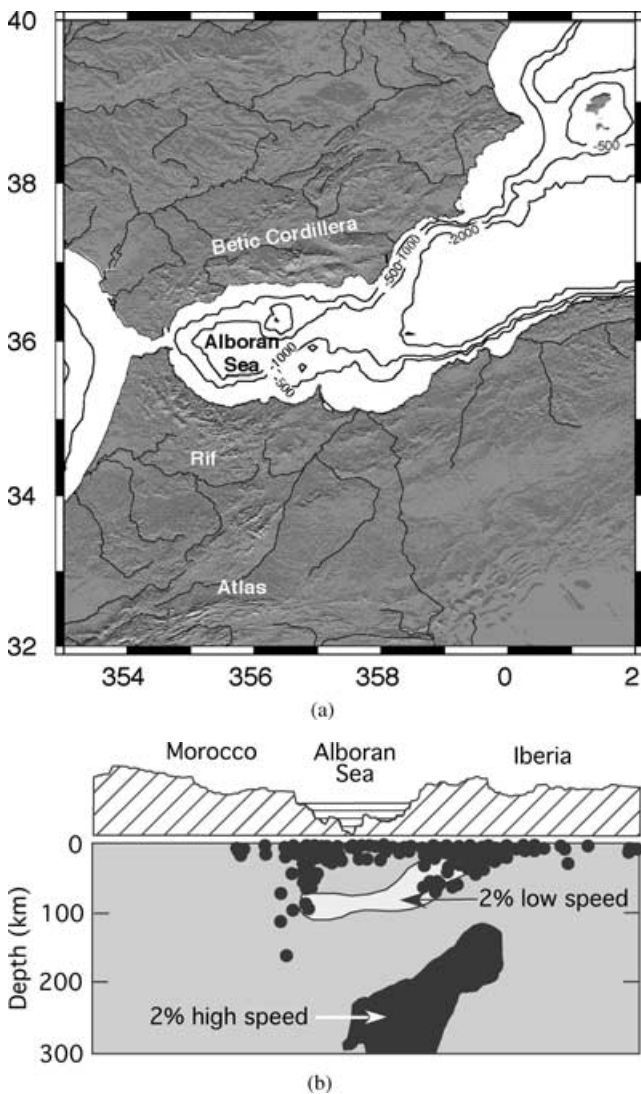 40
38
36
34
32
Betic Cordillera
-500
-500
-1000
-2000
Alboran
Sea
-1000
-500
Rif
Atlas
354
356
358
0
2
(a)
Morocco
Alboran
Sea
Iberia
0
100
200
300
Depth (km)
2% low speed
2% high speed
(b)